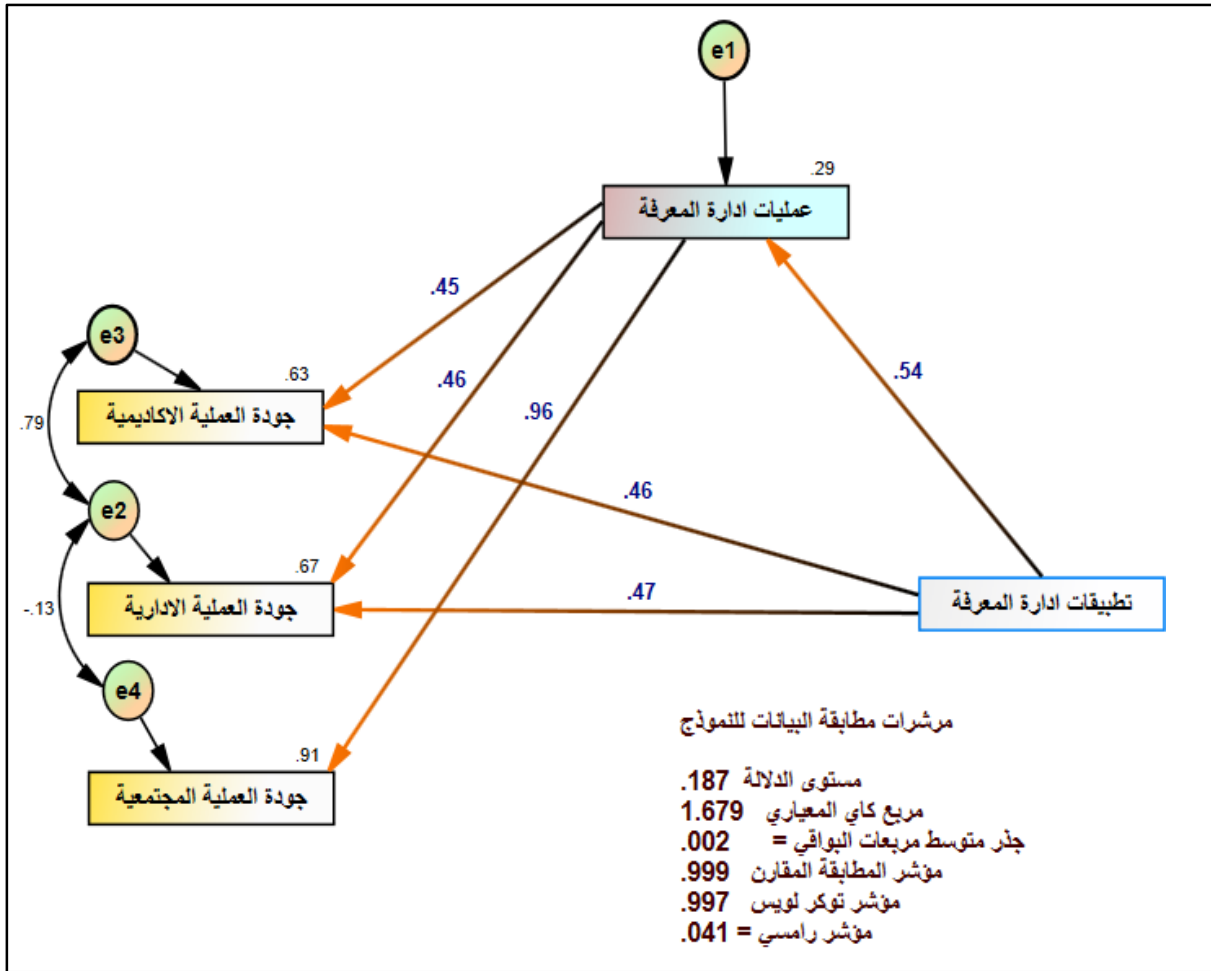 e1
.29
عمليات ادارة المعرفة
.45
.46
.96
.54
e3
.63
جودة العملية الاكاديمية
.79
.46
e2
.67
جودة العملية الادارية
.47
تطبيقات ادارة المعرفة
-.13
e4
.91
جودة العملية المجتمعية
مرشرات مطابقة البيانات للنموذج
مستوى الدلالة .187
مربع كاي المعياري 1.679
جذر متوسط مربعات البواقي = .002
مؤشر المطابقة المقارن .999
مؤشر توكر لويس .997
مؤشر رامسي = .041